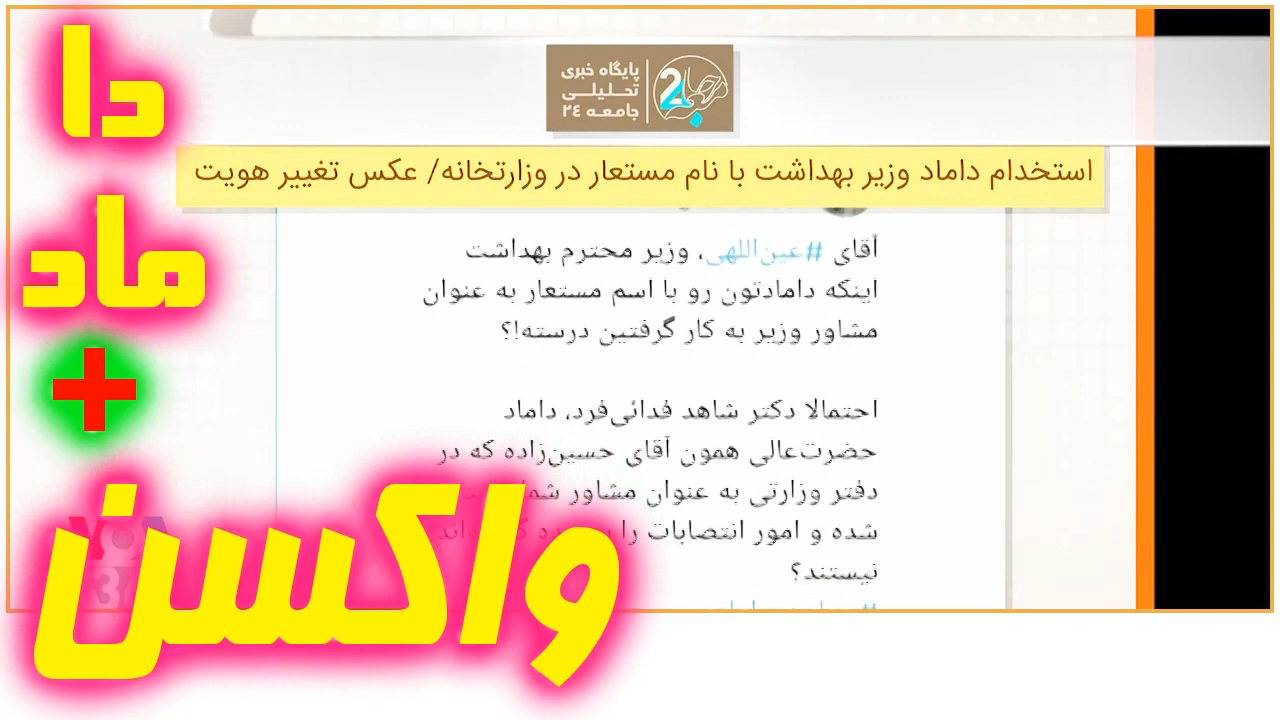 دا
ماد
+
واکسن
پایگاه خبری
تحلیلی
جامعه ۲۴
استخدام داماد وزیر بهداشت با نام مستعار در وزارتخانه/ عکس تغییر هویت
آقای #عین‌اللهی، وزیر محترم بهداشت
اینکه دامادتون رو با اسم مستعار به عنوان
مشاور وزیر به کار گرفتین درسته!؟
احتمالا دکتر شاهد فدائی‌فرد، داماد
حضرت‌عالی همون آقای حسین‌زاده که در
دفتر وزارتی به عنوان مشاور شما
شده و امور انتصابات را
نیستند؟